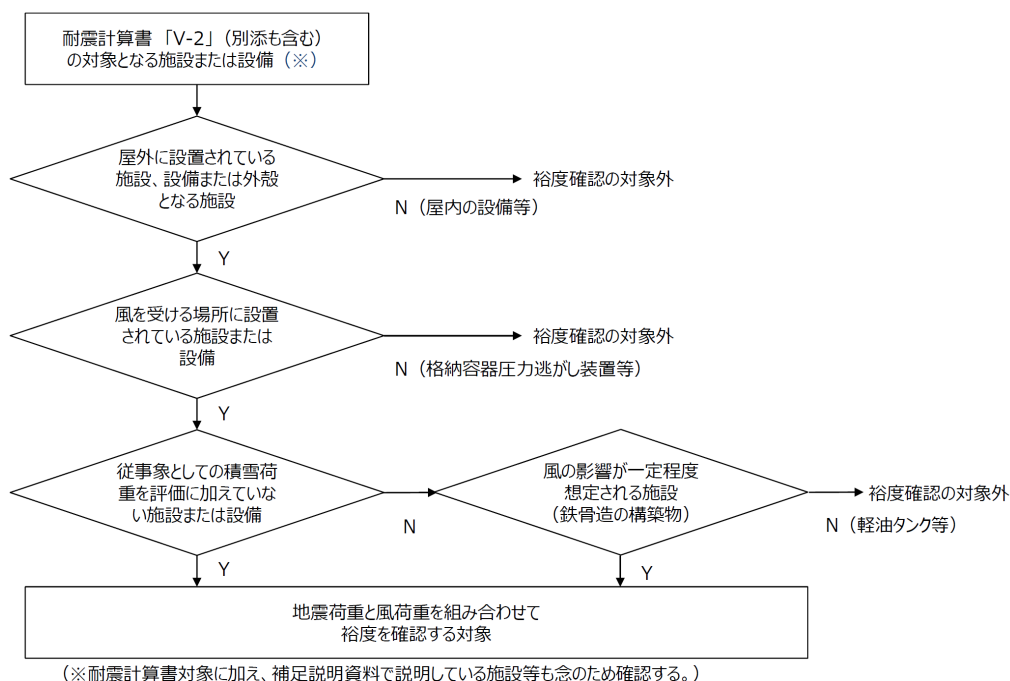 耐震計算書 「V-2」（別添も含む）
の対象となる施設または設備（※）
屋外に設置されている
施設、設備または外殻
となる施設
裕度確認の対象外
N（屋内の設備等）
Y
風を受ける場所に設置
されている施設または
設備
裕度確認の対象外
N（格納容器圧力逃がし装置等）
Y
従事象としての積雪荷
重を評価に加えていな
い施設または設備
N
風の影響が一定程度
想定される施設
（鉄骨造の構築物）
裕度確認の対象外
N（軽油タンク等）
Y
Y
地震荷重と風荷重を組み合わせて
裕度を確認する対象
（※耐震計算書対象に加え、補足説明資料で説明している施設等も念のため確認する。）